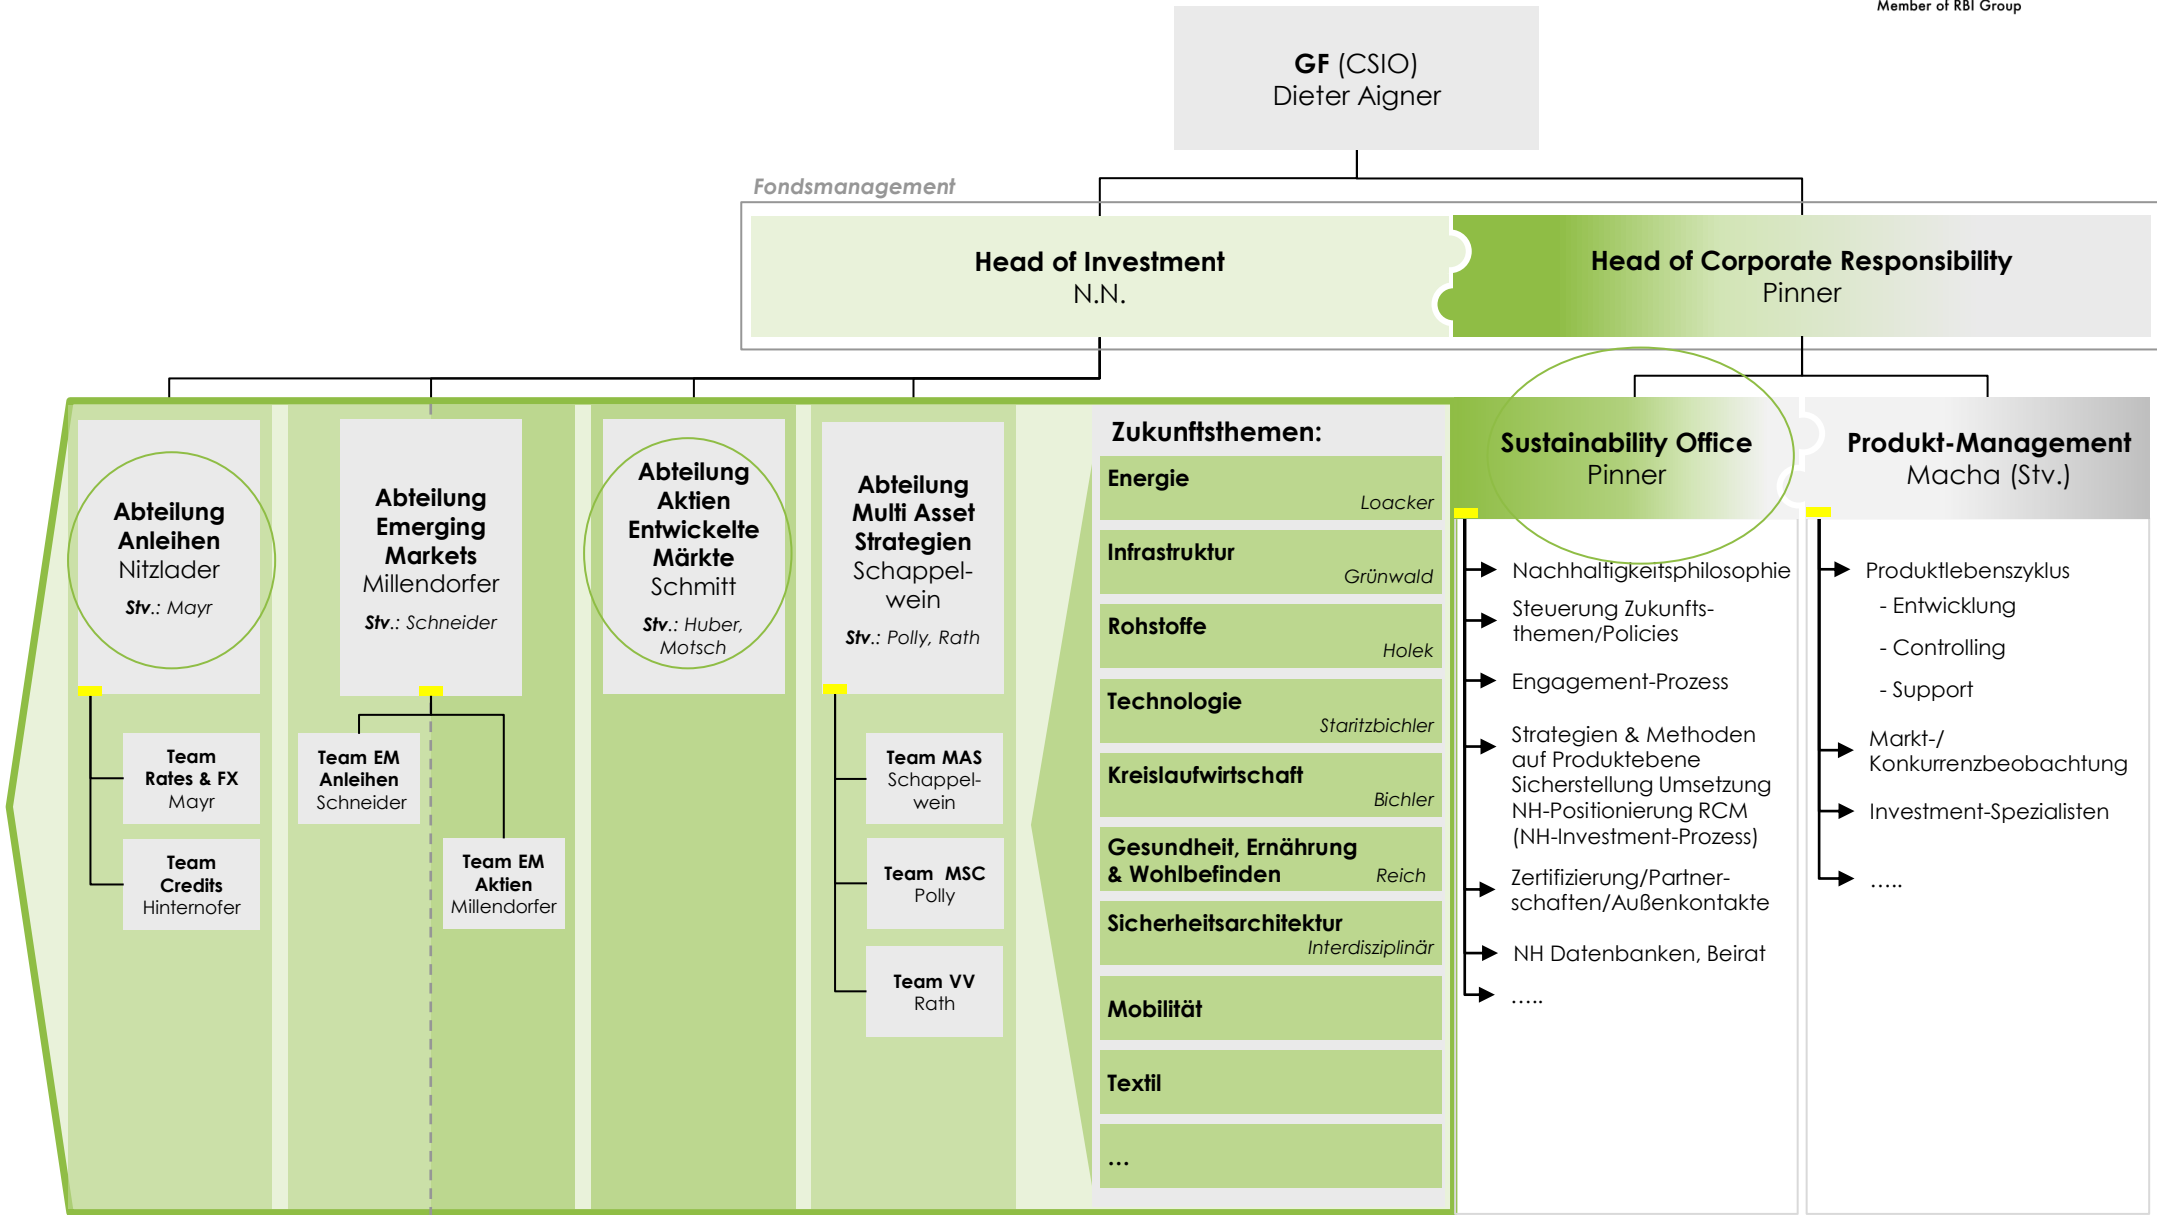 Member of RBI Group
GF (CSIO)
Dieter Aigner
Fondsmanagement
Head of Investment
N.N.
Head of Corporate Responsibility
Pinner
Abteilung
Anleihen
Nitzlader
Stv.: Mayr
Team
Rates & FX
Mayr
Team
Credits
Hinternofer
Abteilung
Emerging
Markets
Millendorfer
Stv.: Schneider
Team EM
Anleihen
Schneider
Team EM
Aktien
Millendorfer
Abteilung
Aktien
Entwickelte
Märkte
Schmitt
Stv.: Huber,
Motsch
Abteilung
Multi Asset
Strategien
Schappel-
wein
Stv.: Polly, Rath
Team MAS
Schappel-
wein
Team MSC
Polly
Team VV
Rath
Zukunftsthemen:
Energie
Loacker
Infrastruktur
Grünwald
Rohstoffe
Holek
Technologie
Staritzbichler
Kreislaufwirtschaft
Bichler
Gesundheit, Ernährung
& Wohlbefinden Reich
Sicherheitsarchitektur
Interdisziplinär
Mobilität
Textil
...
Sustainability Office
Pinner
Nachhaltigkeitsphilosophie
Steuerung Zukunfts-
themen/Policies
Engagement-Prozess
Strategien & Methoden
auf Produktebene
Sicherstellung Umsetzung
NH-Positionierung RCM
(NH-Investment-Prozess)
Zertifizierung/Partner-
schaften/Außenkontakte
NH Datenbanken, Beirat
…..
Produkt-Management
Macha (Stv.)
Produktlebenszyklus
- Entwicklung
- Controlling
- Support
Markt-/
Konkurrenzbeobachtung
Investment-Spezialisten
…..